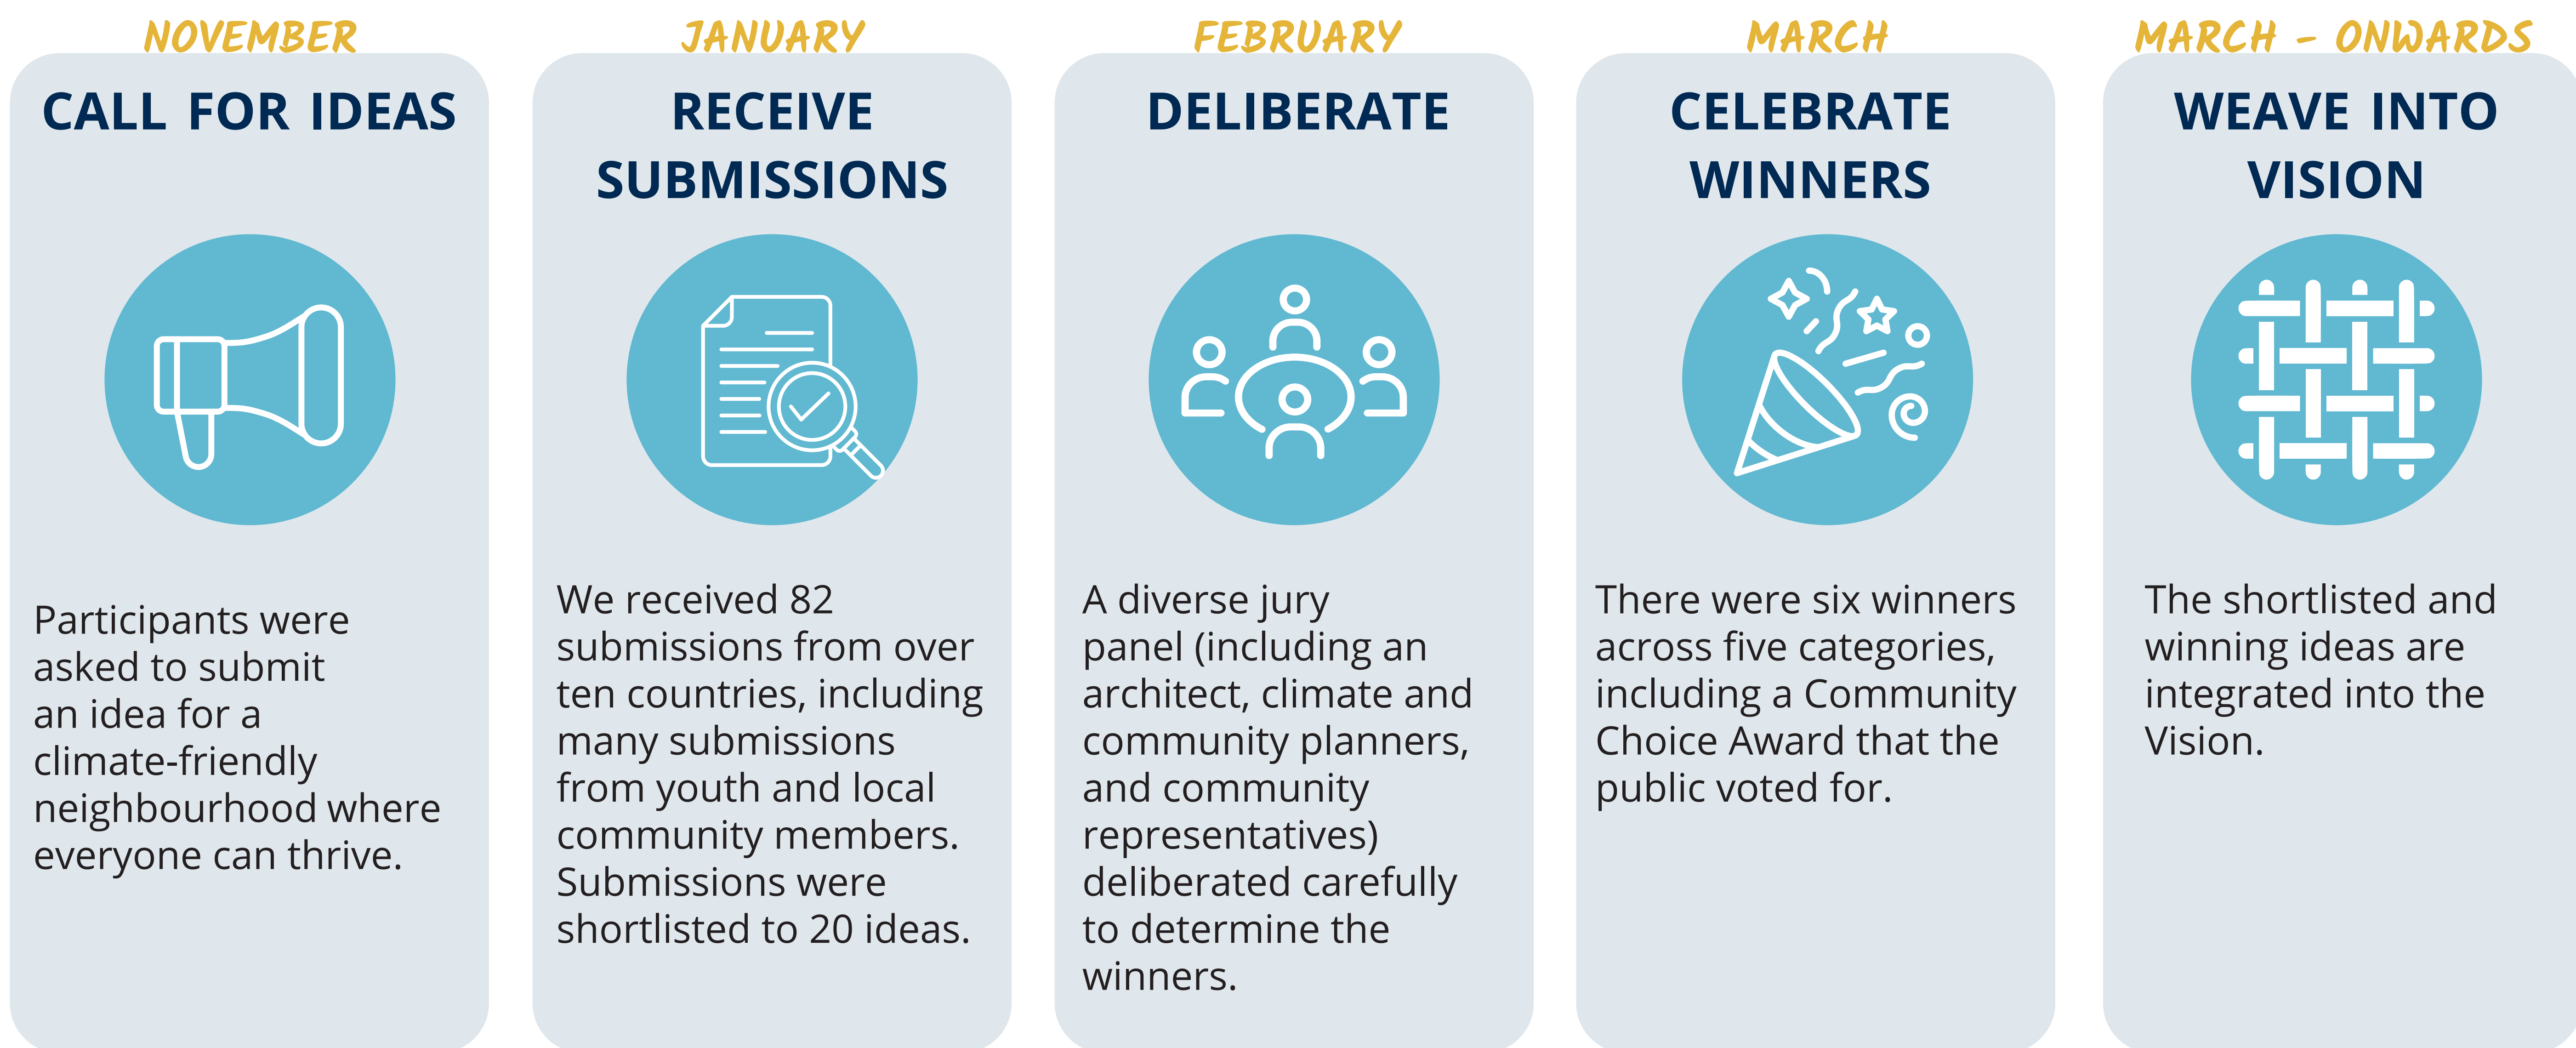 NOVEMBER
CALL FOR IDEAS
Participants were
asked to submit
an idea for a
climate-friendly
neighbourhood where
everyone can thrive.
JANUARY
RECEIVE
SUBMISSIONS
We received 82
submissions from over
ten countries, including
many submissions
from youth and local
community members.
Submissions were
shortlisted to 20 ideas.
FEBRUARY
DELIBERATE
A diverse jury
panel (including an
architect, climate and
community planners,
and community
representatives)
deliberated carefully
to determine the
winners.
MARCH
CELEBRATE
WINNERS
There were six winners
across five categories,
including a Community
Choice Award that the
public voted for.
MARCH - ONWARDS
WEAVE INTO
VISION
The shortlisted and
winning ideas are
integrated into the
Vision.